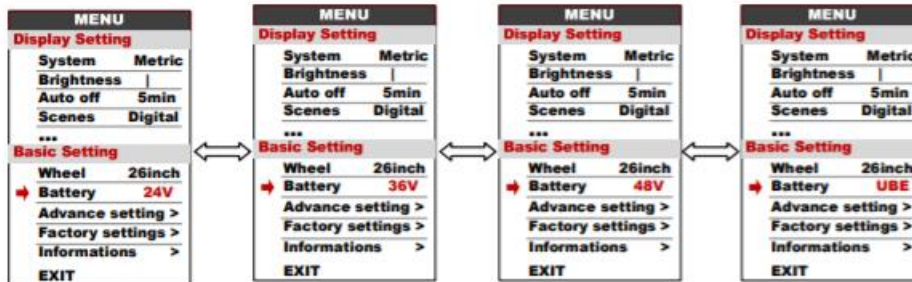 MENU
Display Setting
System Metric
Brightness |
Auto off 5min
Scenes Digital
...
Basic Setting
Wheel 26inch
Battery 24V
Advance setting >
Factory settings >
Informations >
EXIT
MENU
Display Setting
System Metric
Brightness |
Auto off 5min
Scenes Digital
...
Basic Setting
Wheel 26inch
Battery 36V
Advance setting >
Factory settings >
Informations >
EXIT
MENU
Display Setting
System Metric
Brightness |
Auto off 5min
Scenes Digital
...
Basic Setting
Wheel 26inch
Battery 48V
Advance setting >
Factory settings >
Informations >
EXIT
MENU
Display Setting
System Metric
Brightness |
Auto off 5min
Scenes Digital
...
Basic Setting
Wheel 26inch
Battery UBE
Advance setting >
Factory settings >
Informations >
EXIT